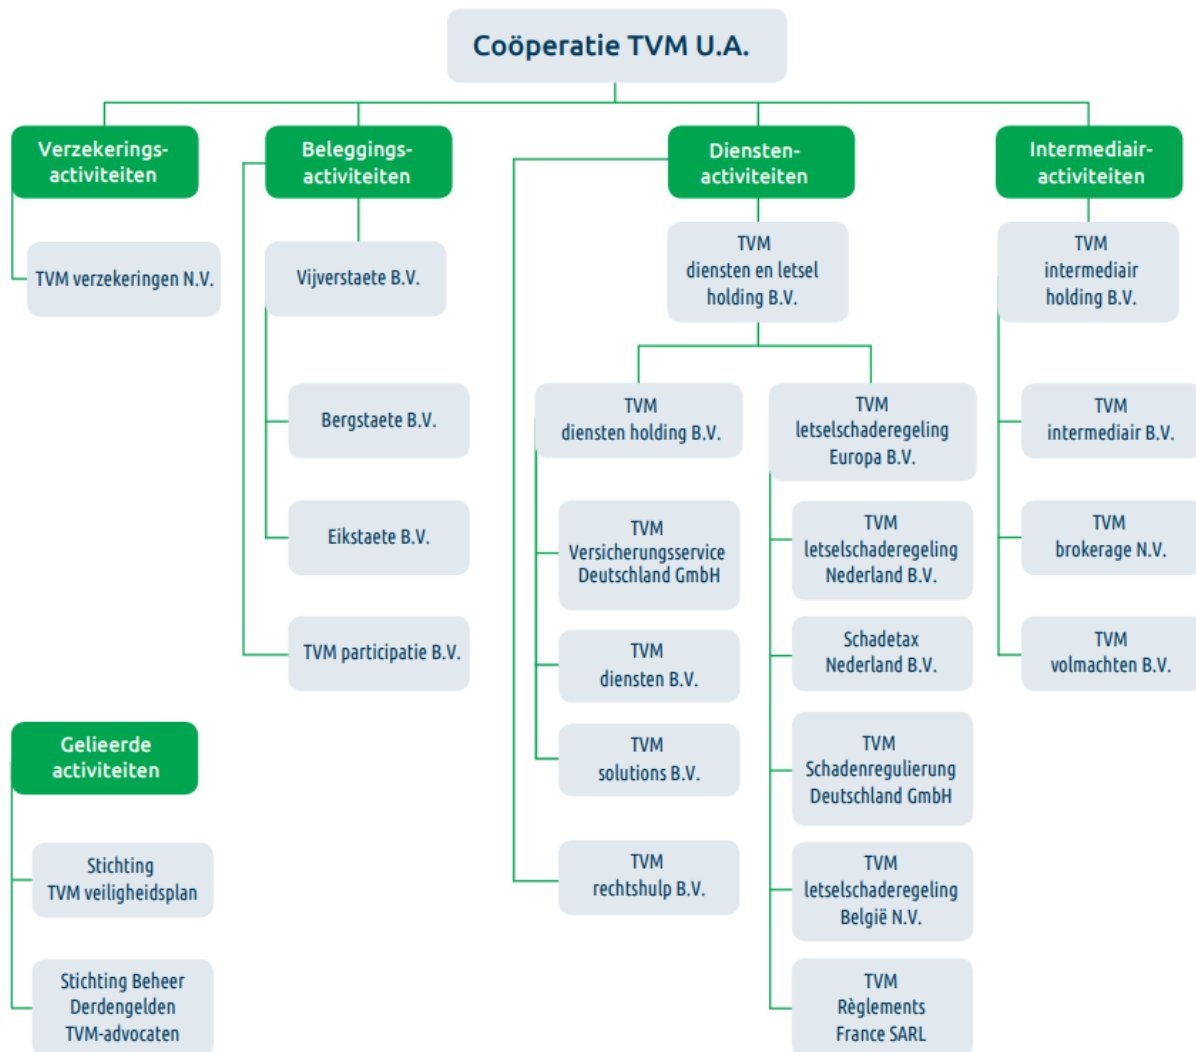 Coöperatie TVM U.A.
Verzekerings-
activiteiten
TVM verzekeringen N.V.
Beleggings-
activiteiten
Vijverstaete B.V.
Bergstaete B.V.
Eikstaete B.V.
TVM participatie B.V.
Diensten-
activiteiten
TVM
diensten en letsel
holding B.V.
TVM
diensten holding B.V.
TVM
Versicherungsservice
Deutschland GmbH
TVM
diensten B.V.
TVM
solutions B.V.
TVM
rechtshulp B.V.
TVM
letselschaderegeling
Europa B.V.
TVM
letselschaderegeling
Nederland B.V.
Schadetax
Nederland B.V.
TVM
Schadenregulierung
Deutschland GmbH
TVM
letselschaderegeling
België N.V.
TVM
Règlements
France SARL
Intermediair-
activiteiten
TVM
intermediair
holding B.V.
TVM
intermediair B.V.
TVM
brokerage N.V.
TVM
volmachten B.V.
Gelieerde
activiteiten
Stichting
TVM veiligheidsplan
Stichting Beheer
Derdengelden
TVM-advocaten